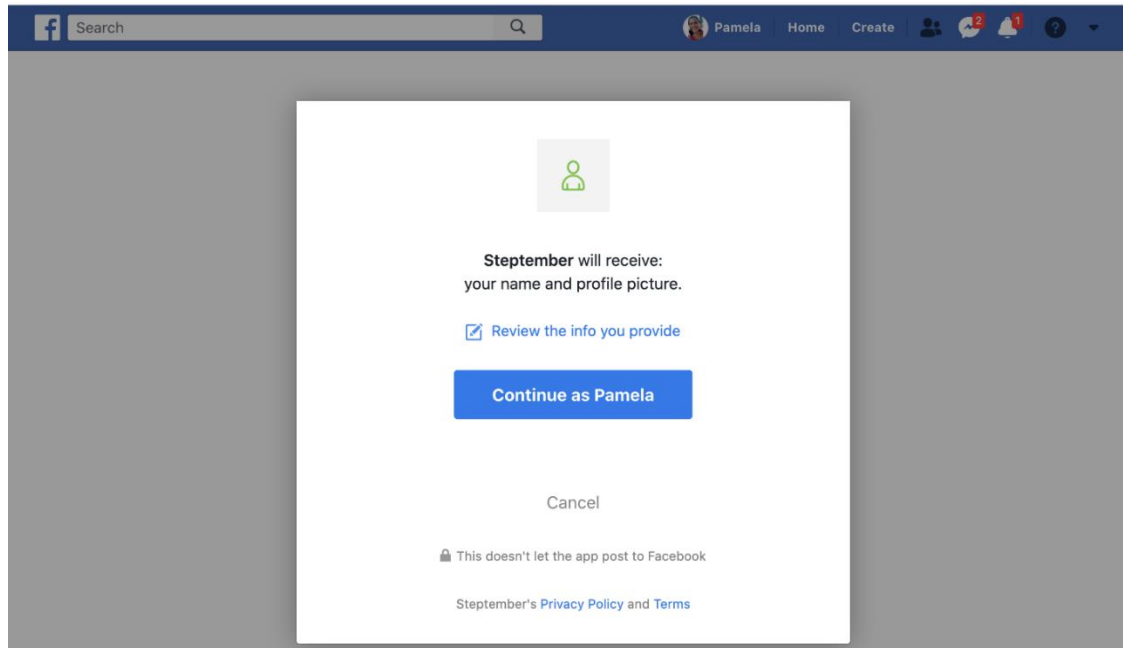 f Search Pamela Home Create 2 1 ?
Steptember will receive:
your name and profile picture.
Review the info you provide
Continue as Pamela
Cancel
This doesn't let the app post to Facebook
Steptember's Privacy Policy and Terms